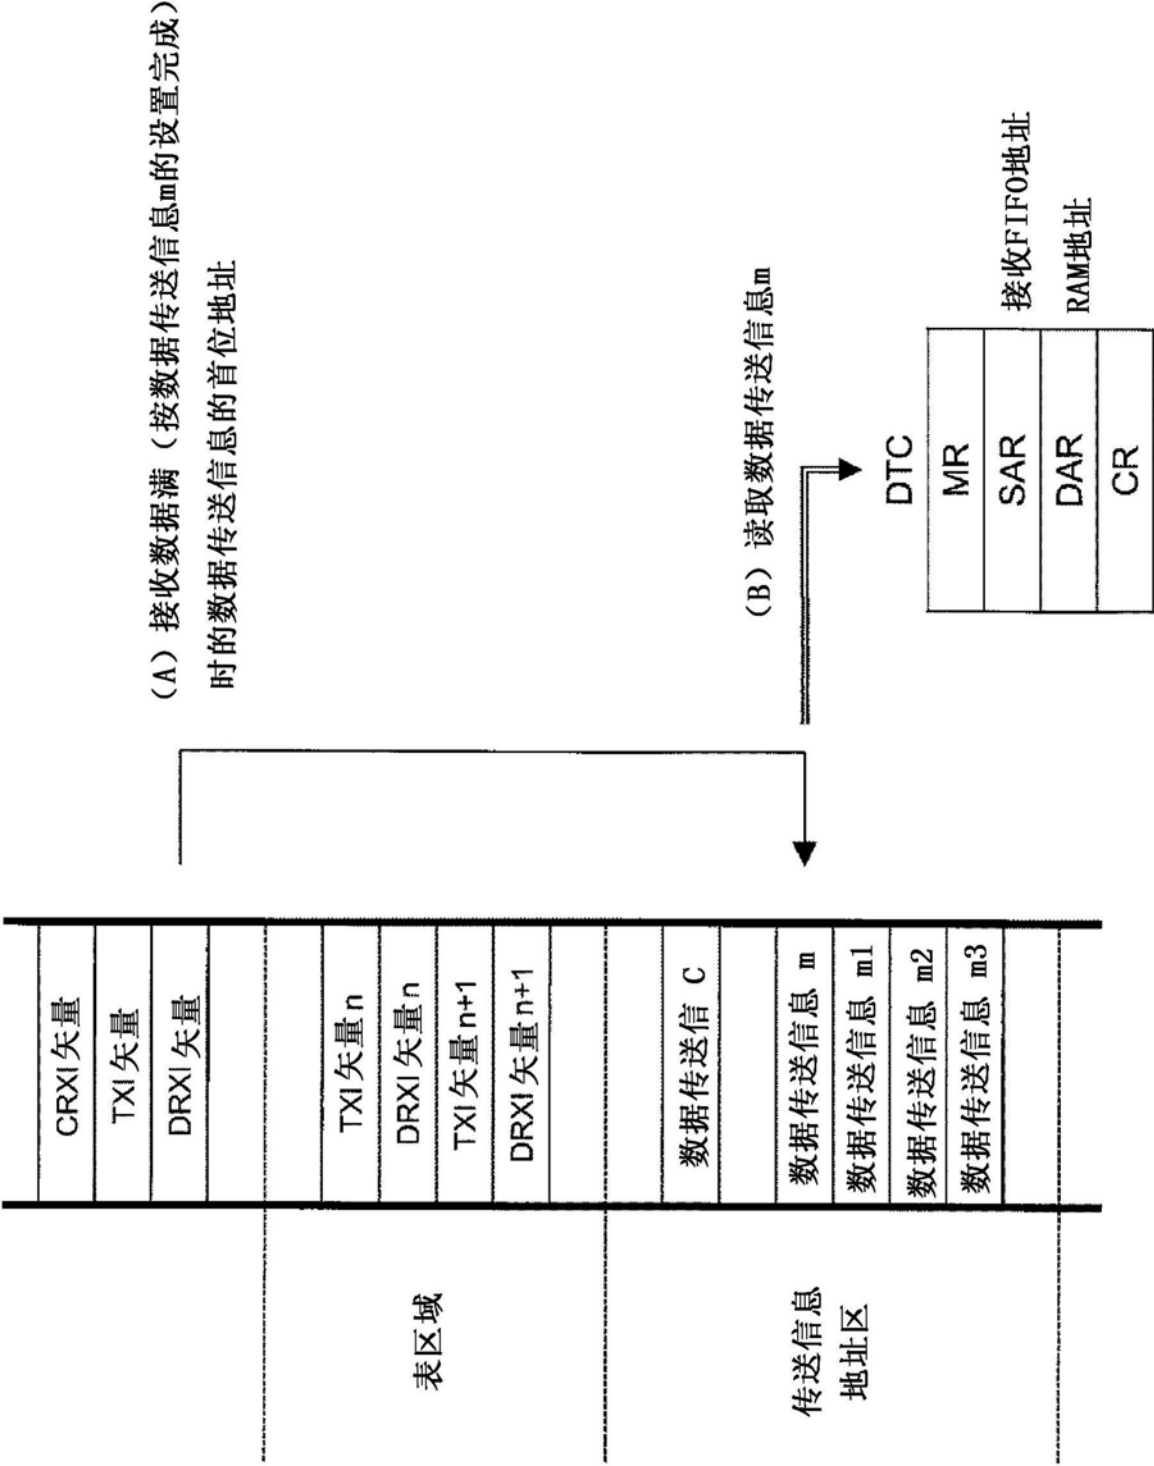 CRXI矢量
TXI矢量
DRXI矢量
(A) 接收数据满 (按数据传送信息m的设置完成)
时的数据传送信息的首位地址
表区域
TXI矢量n
DRXI矢量n
TXI矢量n+1
DRXI矢量n+1
传送信息
地址区
数据传送信 C
数据传送信息 m
数据传送信息 m1
数据传送信息 m2
数据传送信息 m3
(B) 读取数据传送信息m
DTC
MR
SAR
接收FIFO地址
DAR
RAM地址
CR